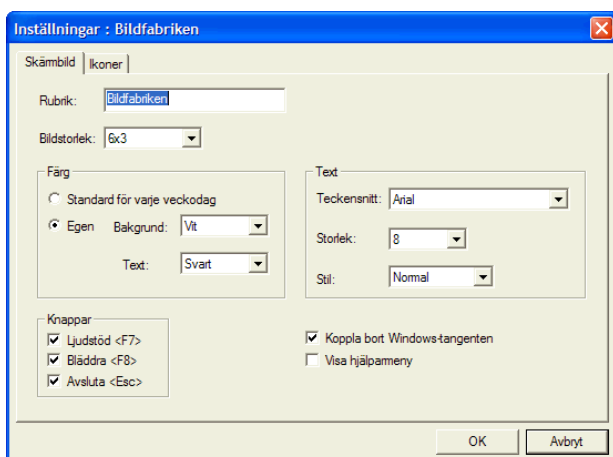 Inställningar : Bildfabriken
Skärmbild Ikoner
Rubrik: Bildfabriken
Bildstorlek: 6x3
Färg
Standard för varje veckodag
Egen Bakgrund: Vit
Text: Svart
Text
Teckensnitt: Arial
Storlek: 8
Stil: Normal
Knappar
Ljudstöd <F7>
Bläddra <F8>
Avsluta <Esc>
Koppla bort Windows-tangenten
Visa hjälparmeny
OK Avbryt